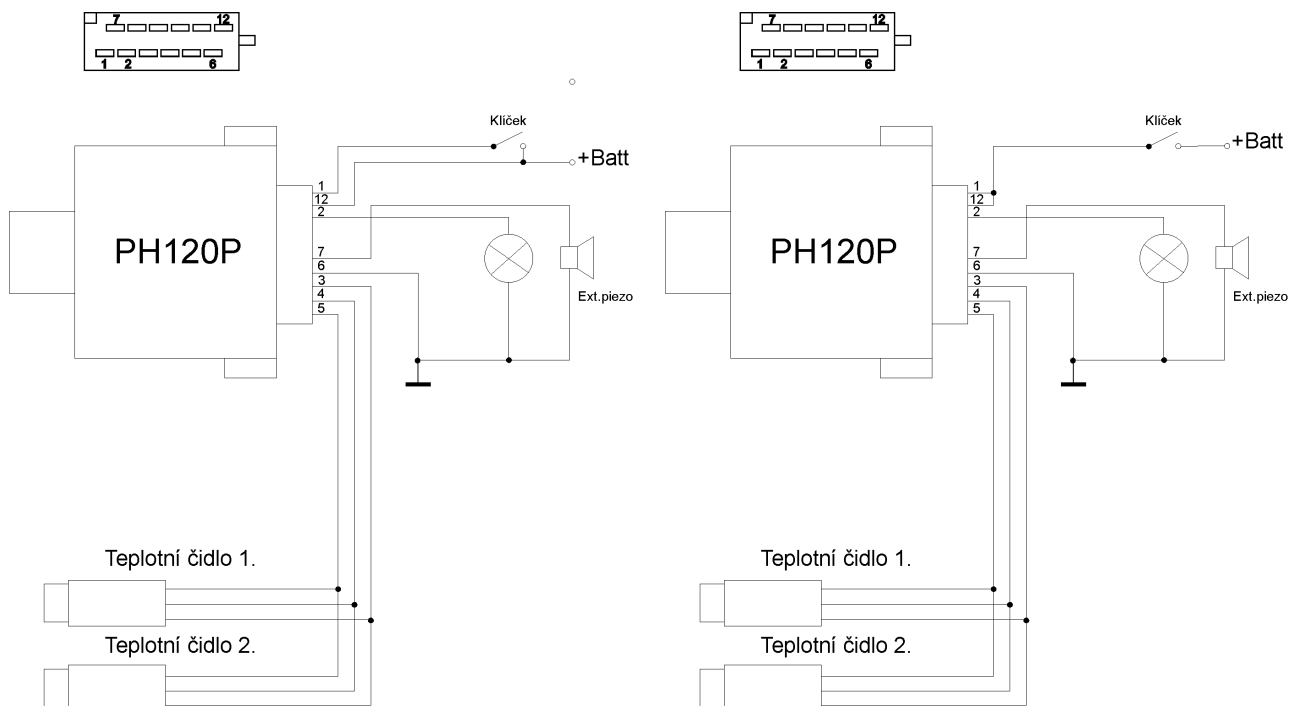 7 12
1 2 6
Klíček
+Batt
1
12
2
PH120P
7
6
3
4
5
Ext.piezo
Teplotní čidlo 1.
Teplotní čidlo 2.
7 12
1 2 6
Klíček
+Batt
1
12
2
PH120P
7
6
3
4
5
Ext.piezo
Teplotní čidlo 1.
Teplotní čidlo 2.